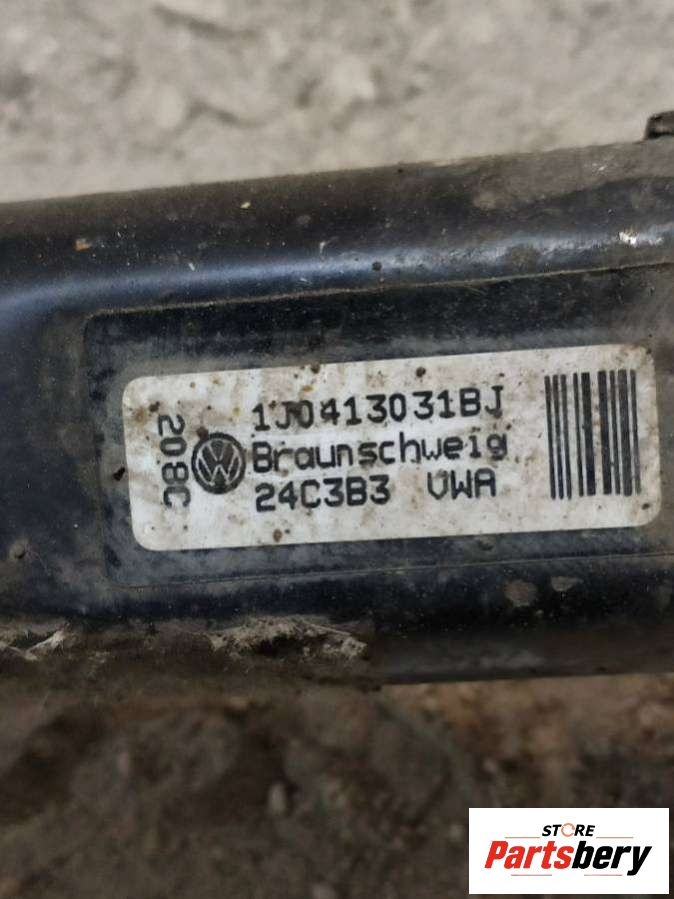 208C
1J0413031BJ
Braunschweig
24C3B3 VWA
STORE
Partsbery